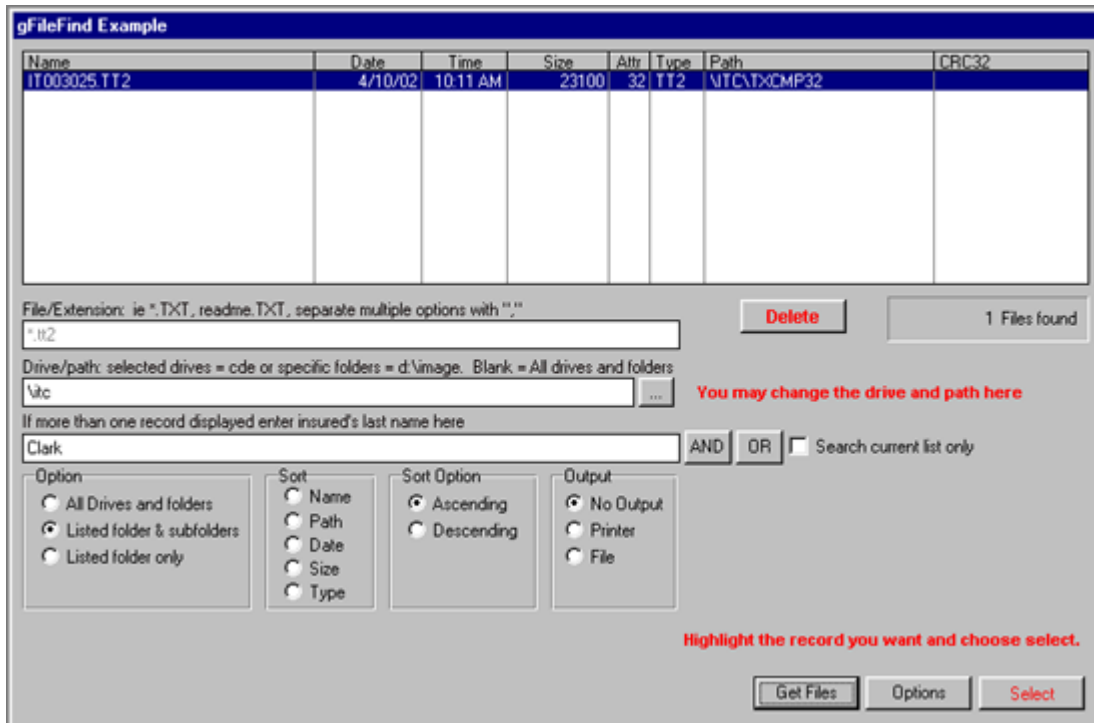 gFileFind Example
Name Date Time Size Attr Type Path CRC32
IT003025.TT2 4/10/02 10:11 AM 23100 32 TT2 \ITC\TXCMP32
File/Extension: ie *.TXT, readme.TXT, separate multiple options with ","
Delete
1 Files found
*.tt2
Drive/path: selected drives = cde or specific folders = d:\image. Blank = All drives and folders
\itc ... You may change the drive and path here
If more than one record displayed enter insured's last name here
Clark AND OR Search current list only
Option Sort Sort Option Output
All Drives and folders Name Ascending No Output
Listed folder & subfolders Path Descending Printer
Listed folder only Date File
Size
Type
Highlight the record you want and choose select.
Get Files Options Select